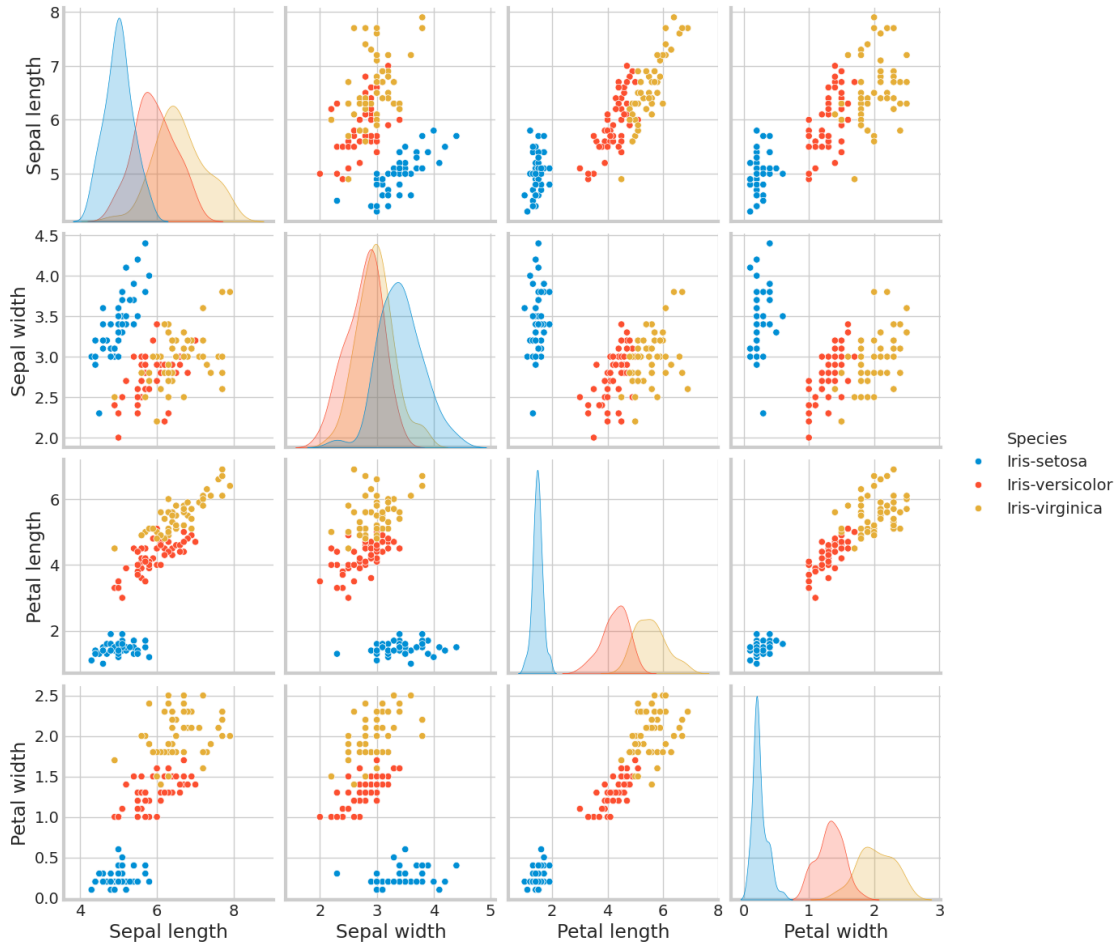 8
7
6
5
Sepal length
4.5
4.0
3.5
3.0
2.5
2.0
Sepal width
6
4
2
Petal length
Species
Iris-setosa
Iris-versicolor
Iris-virginica
2.5
2.0
1.5
1.0
0.5
0.0
Petal width
4 6 8
2 3 4 5
2 4 6 8
0 1 2 3
Sepal length Sepal width Petal length Petal width